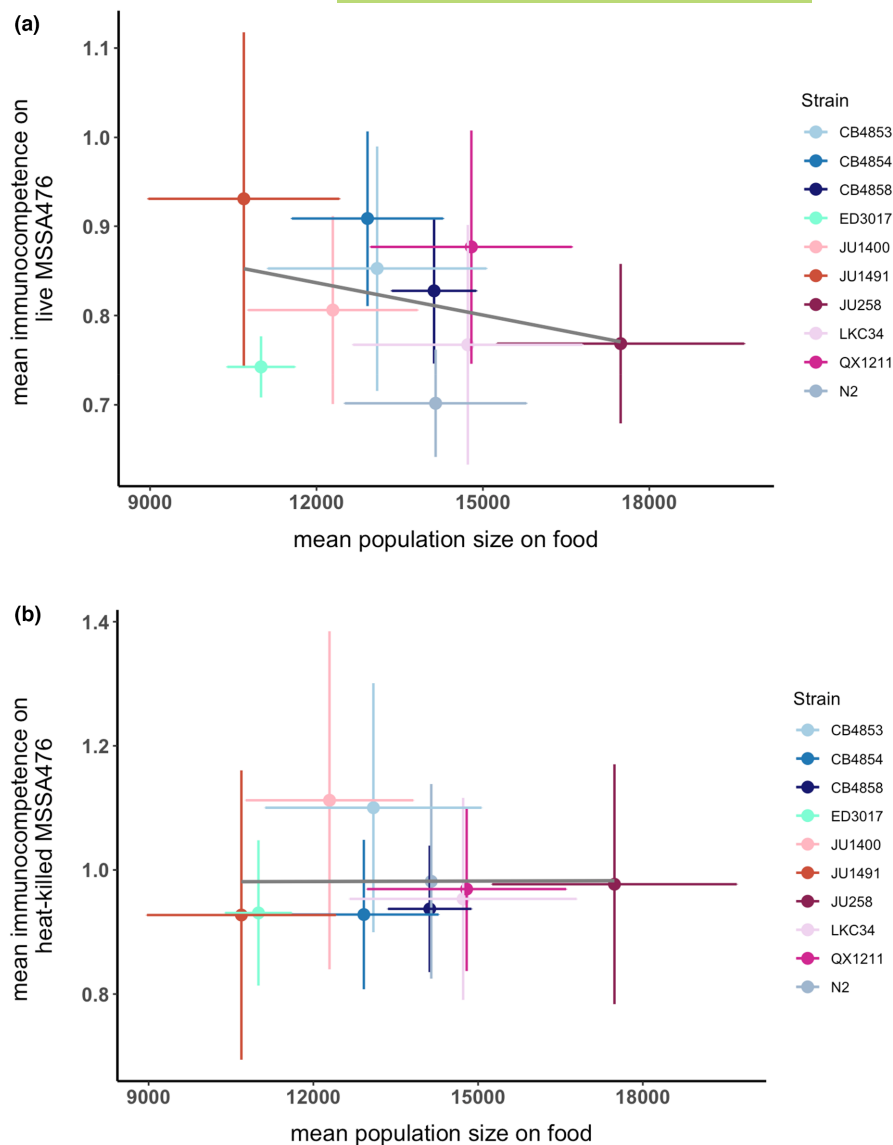 (a)
mean immunocompetence on
live MSSA476
1.1
1.0
0.9
0.8
0.7
9000 12000 15000 18000
mean population size on food
Strain
CB4853
CB4854
CB4858
ED3017
JU1400
JU1491
JU258
LKC34
QX1211
N2
(b)
mean immunocompetence on
heat-killed MSSA476
1.4
1.2
1.0
0.8
9000 12000 15000 18000
mean population size on food
Strain
CB4853
CB4854
CB4858
ED3017
JU1400
JU1491
JU258
LKC34
QX1211
N2